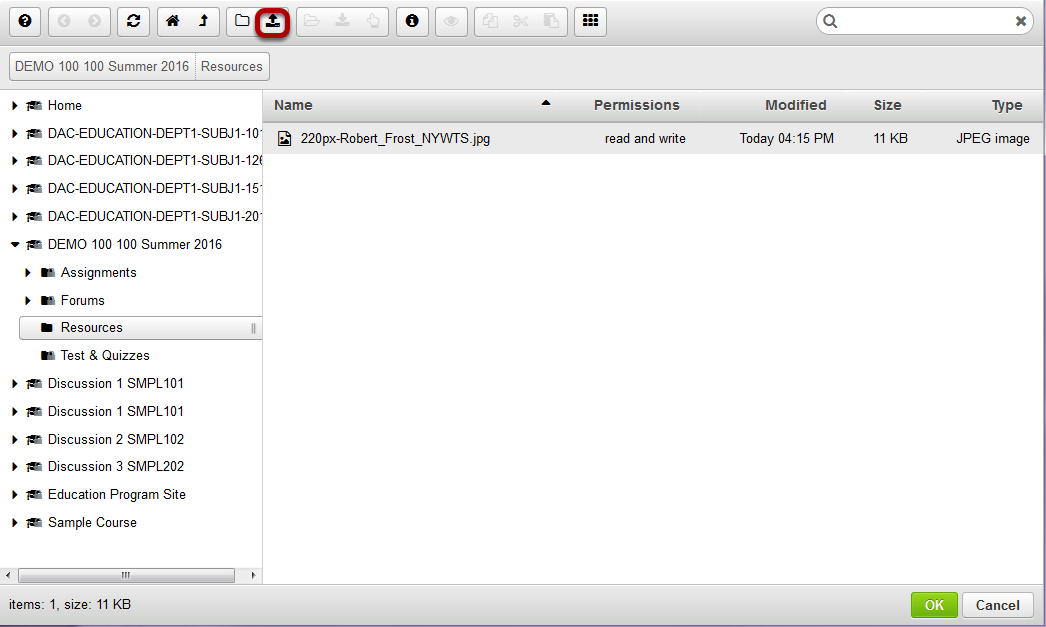 DEMO 100 100 Summer 2016 Resources
Name Permissions Modified Size Type
Home
DAC-EDUCATION-DEPT1-SUBJ1-101
DAC-EDUCATION-DEPT1-SUBJ1-126
DAC-EDUCATION-DEPT1-SUBJ1-151
DAC-EDUCATION-DEPT1-SUBJ1-201
DEMO 100 100 Summer 2016
Assignments
Forums
Resources
Test & Quizzes
Discussion 1 SMPL101
Discussion 1 SMPL101
Discussion 2 SMPL102
Discussion 3 SMPL202
Education Program Site
Sample Course
220px-Robert_Frost_NYWTS.jpg read and write Today 04:15 PM 11 KB JPEG image
items: 1, size: 11 KB
OK Cancel